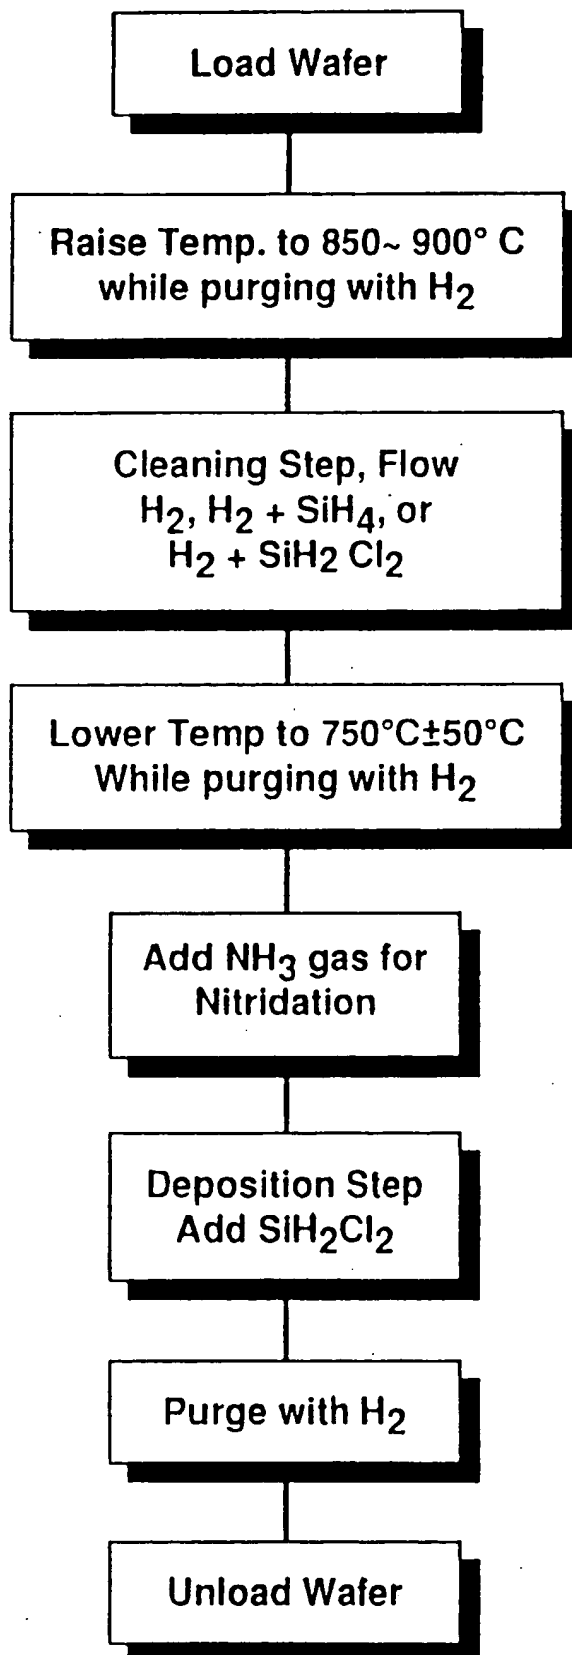 Load Wafer
Raise Temp. to 850~ 900° C
while purging with H2
Cleaning Step, Flow
H2, H2 + SiH4, or
H2 + SiH2 Cl2
Lower Temp to 750°C±50°C
While purging with H2
Add NH3 gas for
Nitridation
Deposition Step
Add SiH2Cl2
Purge with H2
Unload Wafer